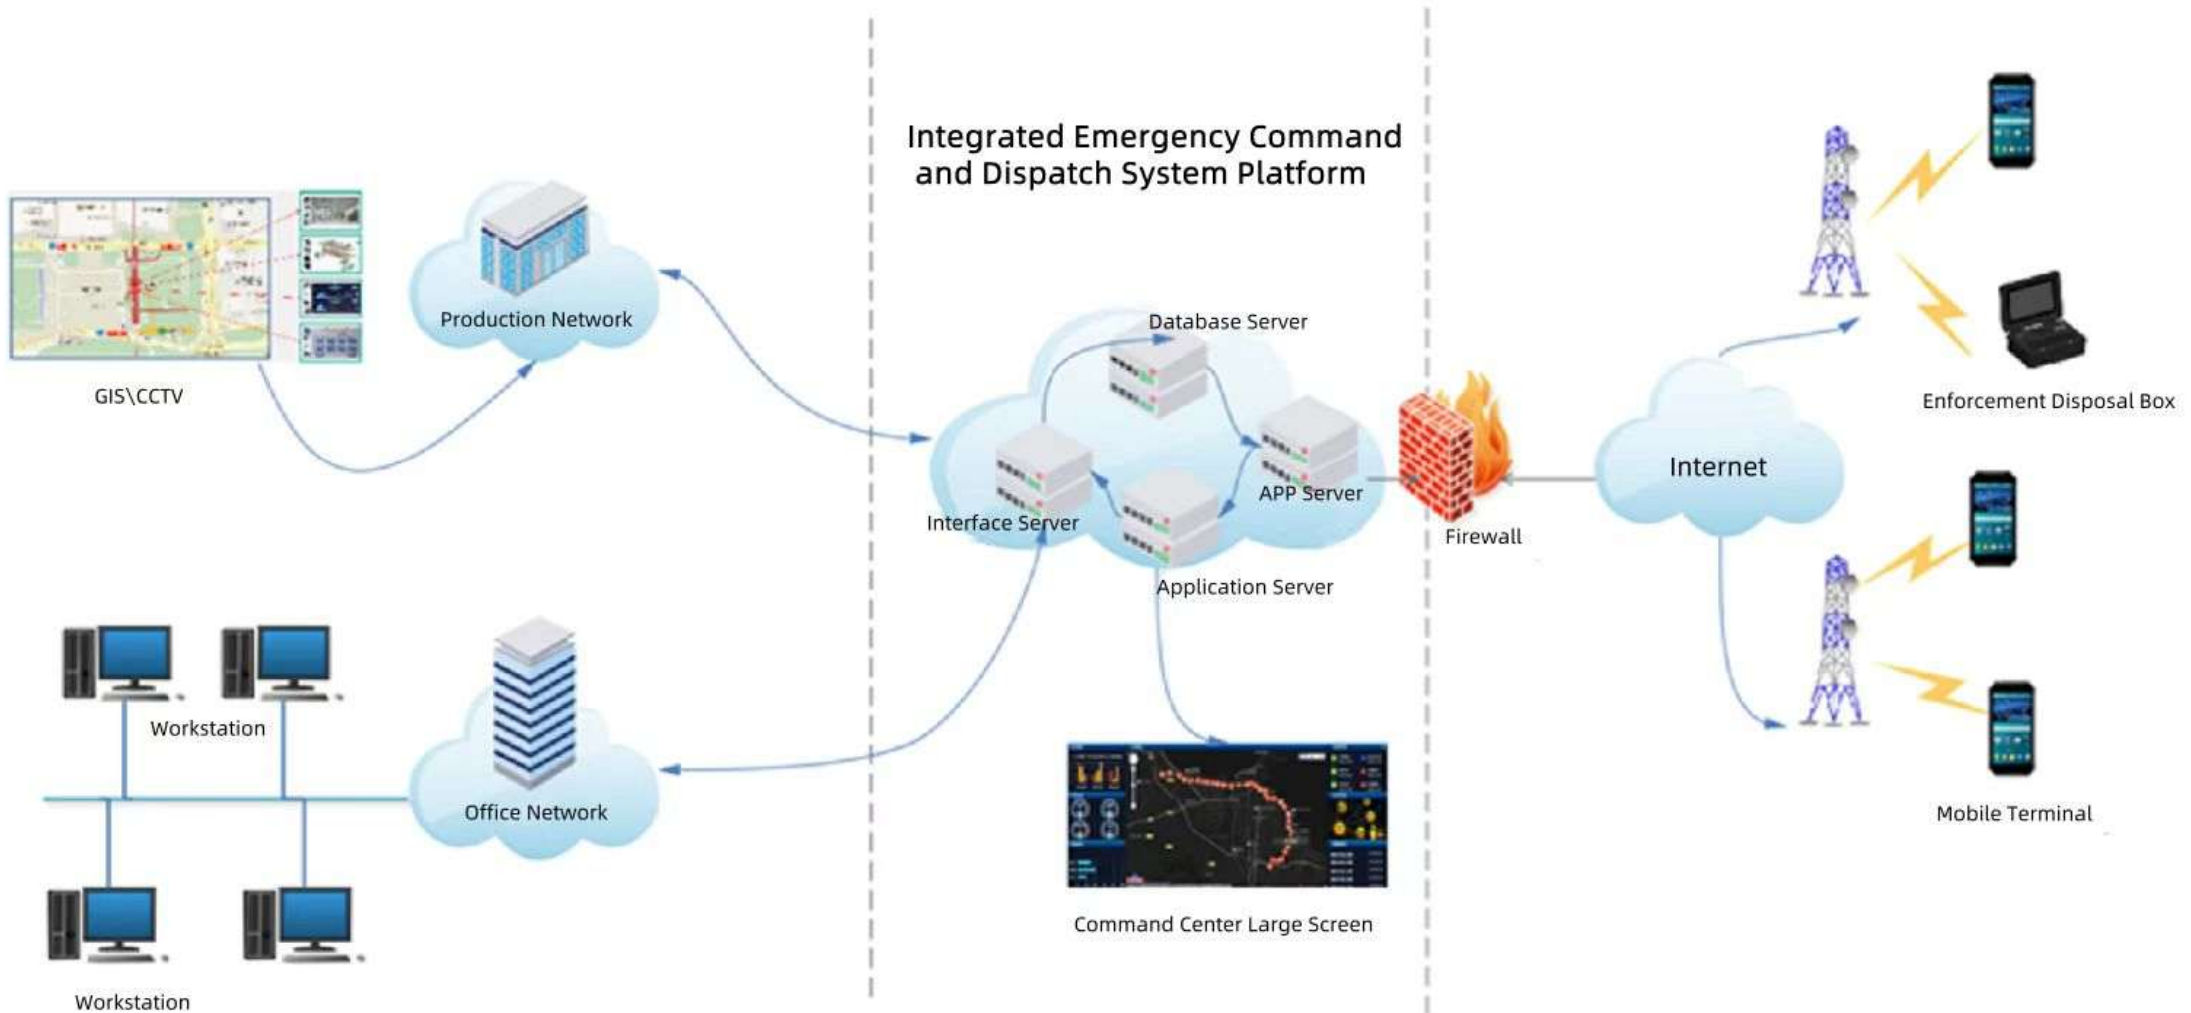 Integrated Emergency Command
and Dispatch System Platform
GIS\CCTV
Production Network
Database Server
APP Server
Interface Server
Application Server
Firewall
Internet
Enforcement Disposal Box
Workstation
Office Network
Workstation
Command Center Large Screen
Mobile Terminal